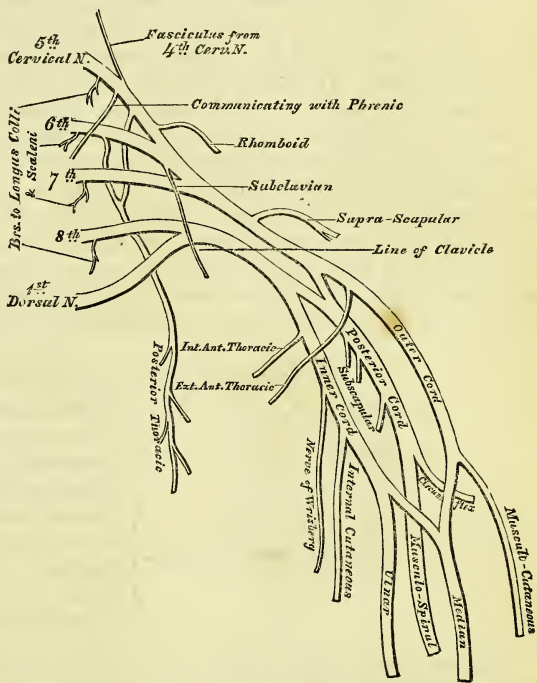 Fasciculus from
4th Cerv. N.
5th
Cervical N.
Communicating with Phrenic
Brs. to Longus Colli
& Scaleni
6th
Rhomboid
7th
Subclavian
Supra-Scapular
8th
Line of Clavicle
1st
Dorsal N.
Int. Ant. Thoracic
Ext. Ant. Thoracic
Posterior Thoracic
Outer Cord
Posterior Cord
Subscapular
Inner Cord
Nerve of Wrisberg
Internal Cutaneous
Circumflex
Ulnar
Musculo-Spiral
Median
Musculo-Cutaneous